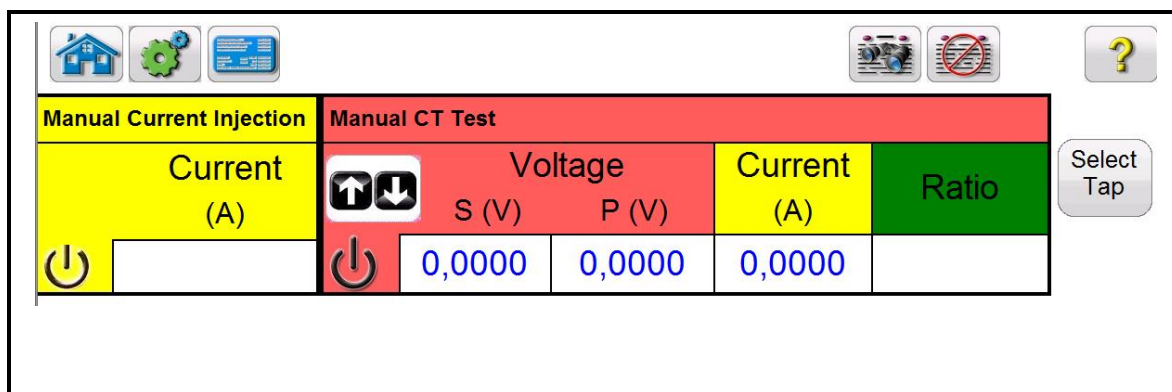 Manual Current Injection
Manual CT Test
Current
(A)
Voltage
S (V)
P (V)
Current
(A)
Ratio
Select
Tap
0,0000
0,0000
0,0000
?